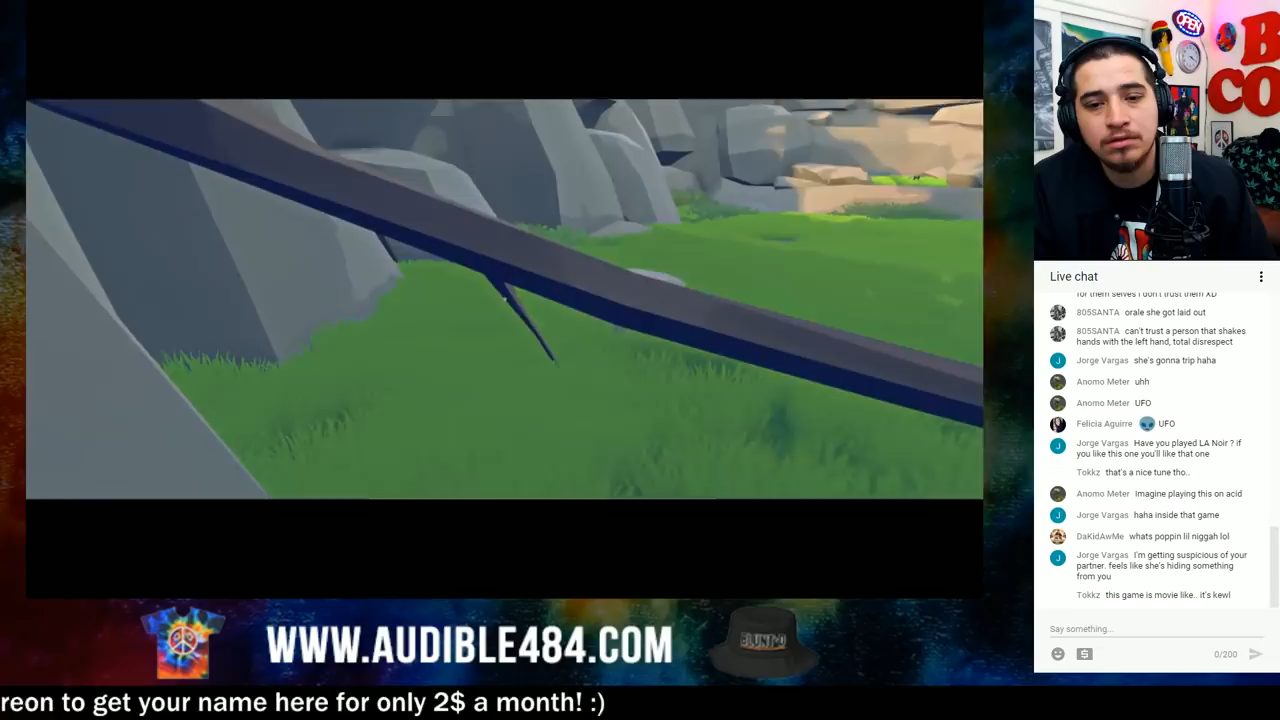 OPEN
B
CO
Live chat
for them selves I don't trust them XD
805SANTA orale she got laid out
805SANTA can't trust a person that shakes
hands with the left hand, total disrespect
Jorge Vargas she's gonna trip haha
Anomo Meter uhh
Anomo Meter UFO
Felicia Aguirre UFO
Jorge Vargas Have you played LA Noir ? if
you like this one you'll like that one
Tokkz that's a nice tune tho..
Anomo Meter Imagine playing this on acid
Jorge Vargas haha inside that game
DaKidAwMe whats poppin lil niggah lol
Jorge Vargas I'm getting suspicious of your
partner. feels like she's hiding something
from you
Tokkz this game is movie like.. it's kewl
Say something...
0/200
WWW.AUDIBLE484.COM
reon to get your name here for only 2$ a month! :)